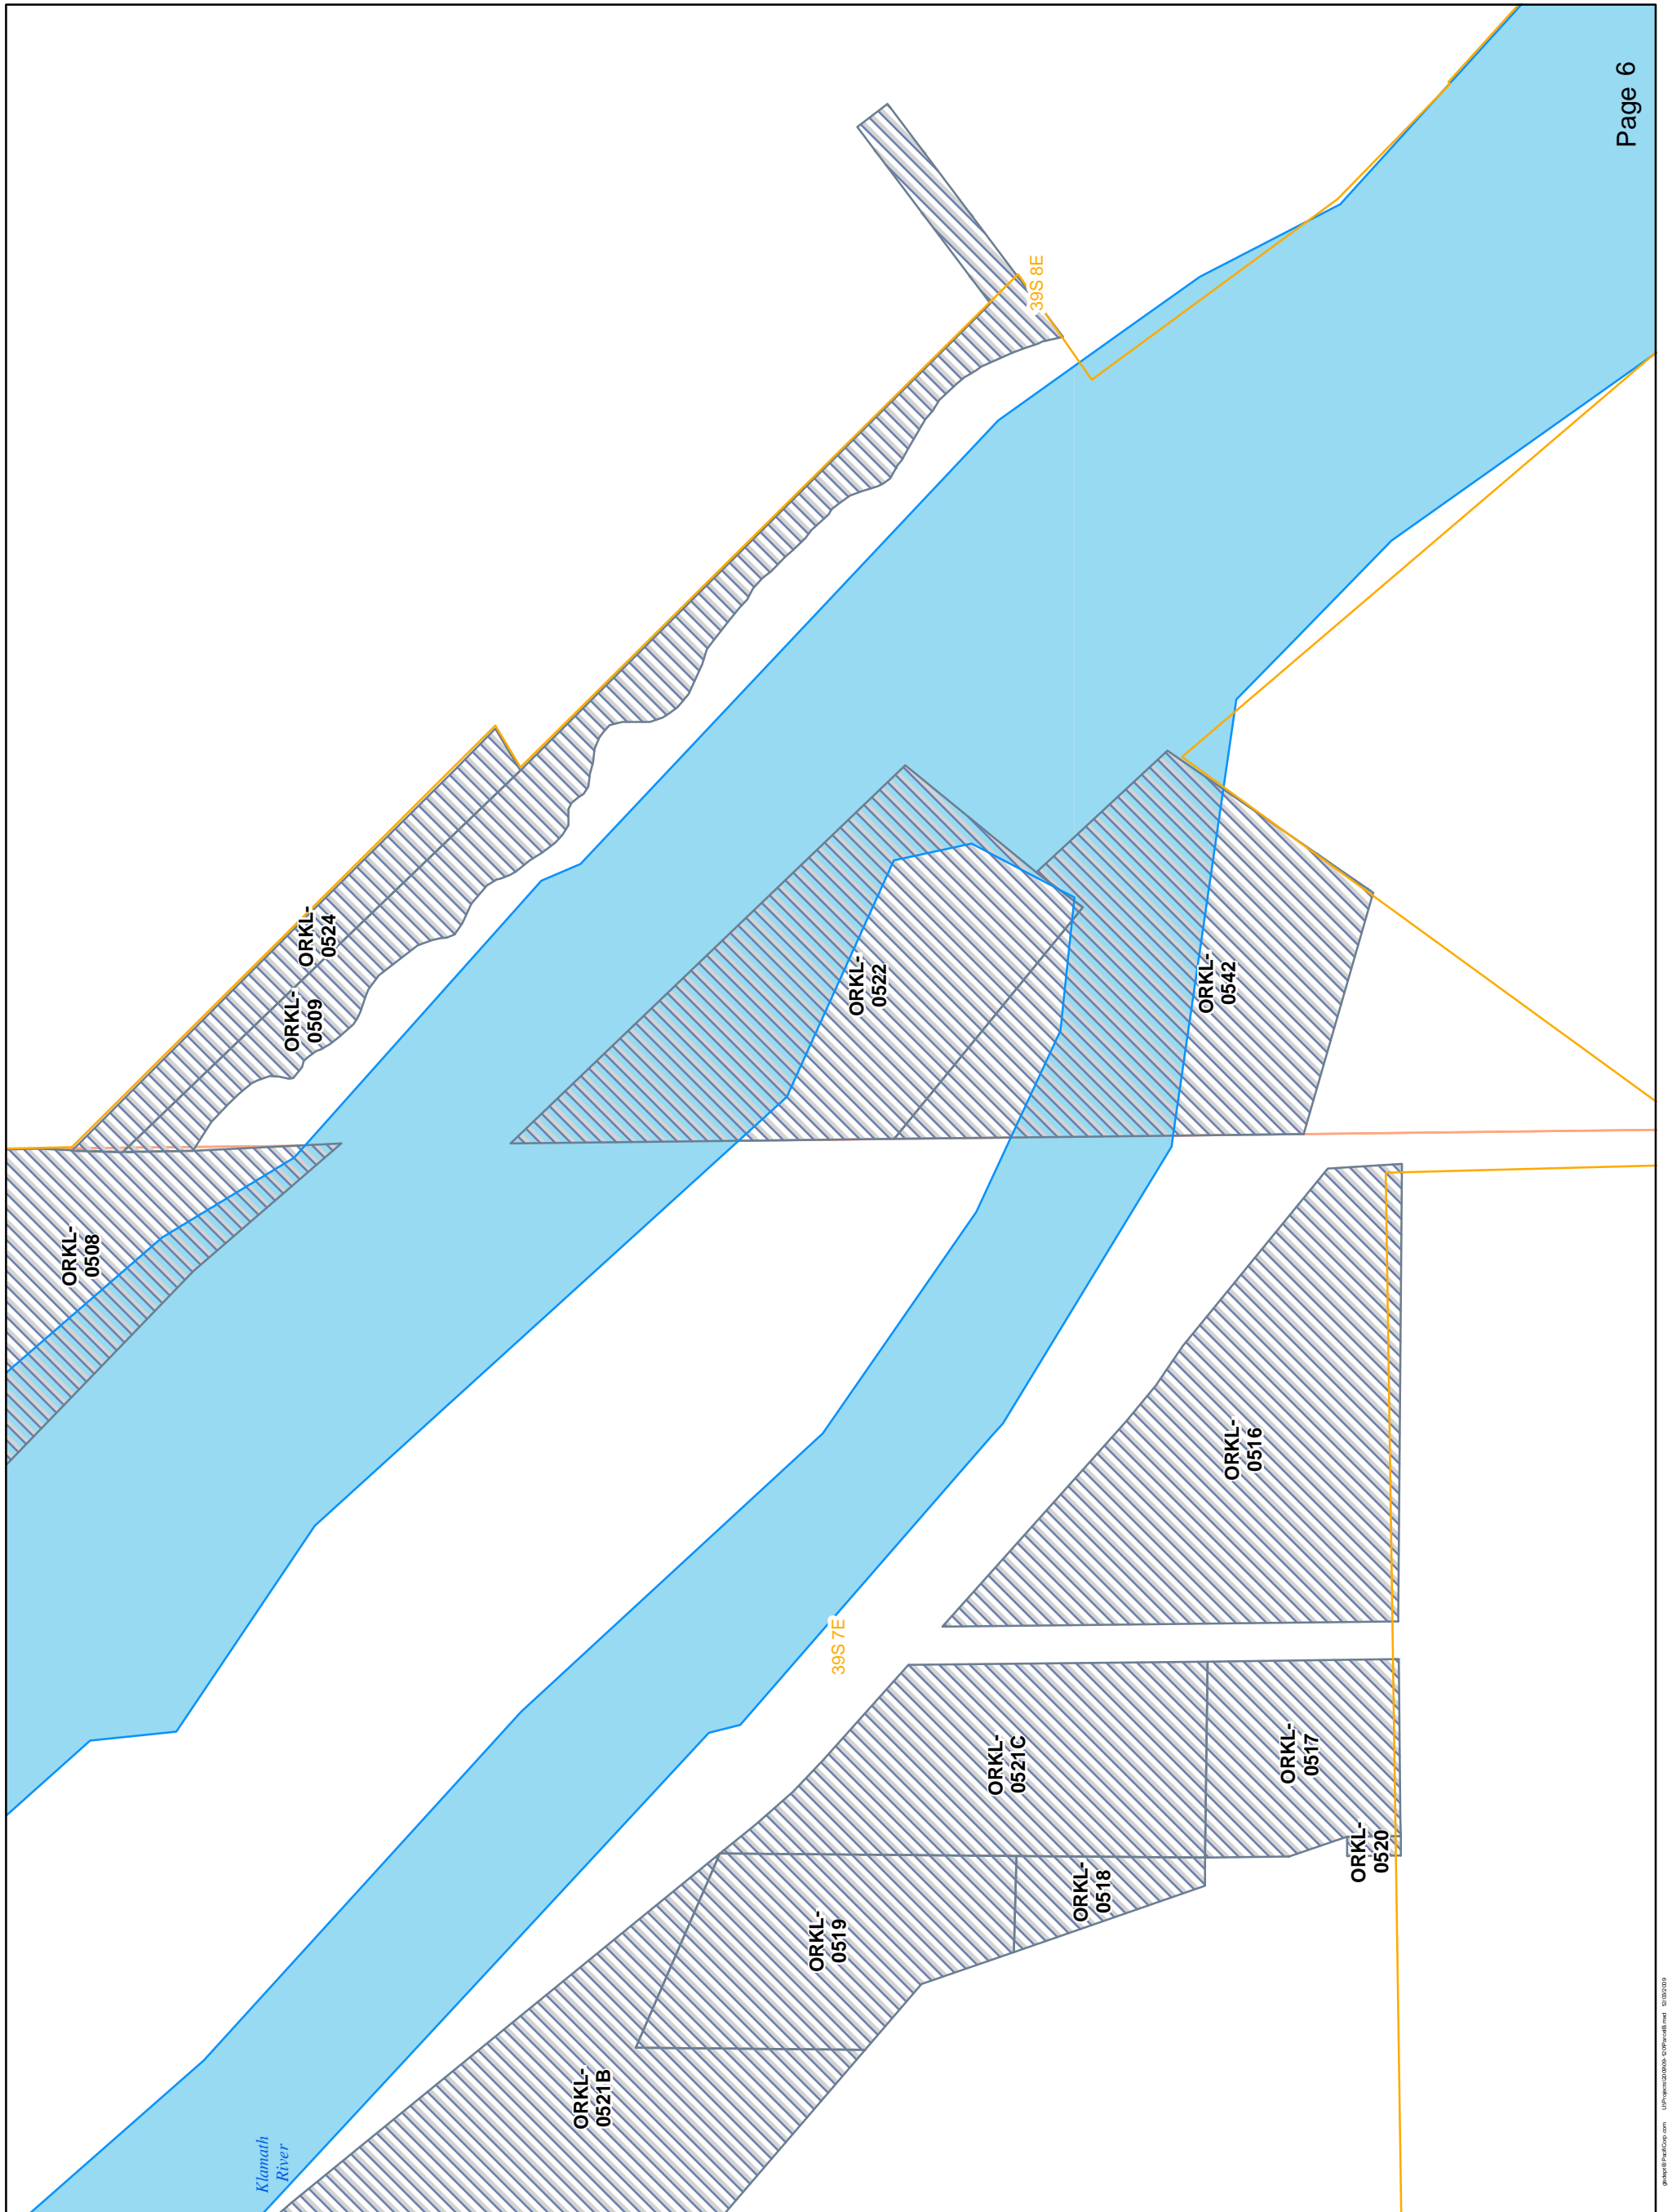 Page 6
39S 8E
ORKL-
0524
ORKL-
0509
ORKL-
0522
ORKL-
0542
ORKL-
0508
ORKL-
0516
39S 7E
ORKL-
0521C
ORKL-
0517
ORKL-
0520
ORKL-
0518
ORKL-
0519
ORKL-
0521B
Klamath
River